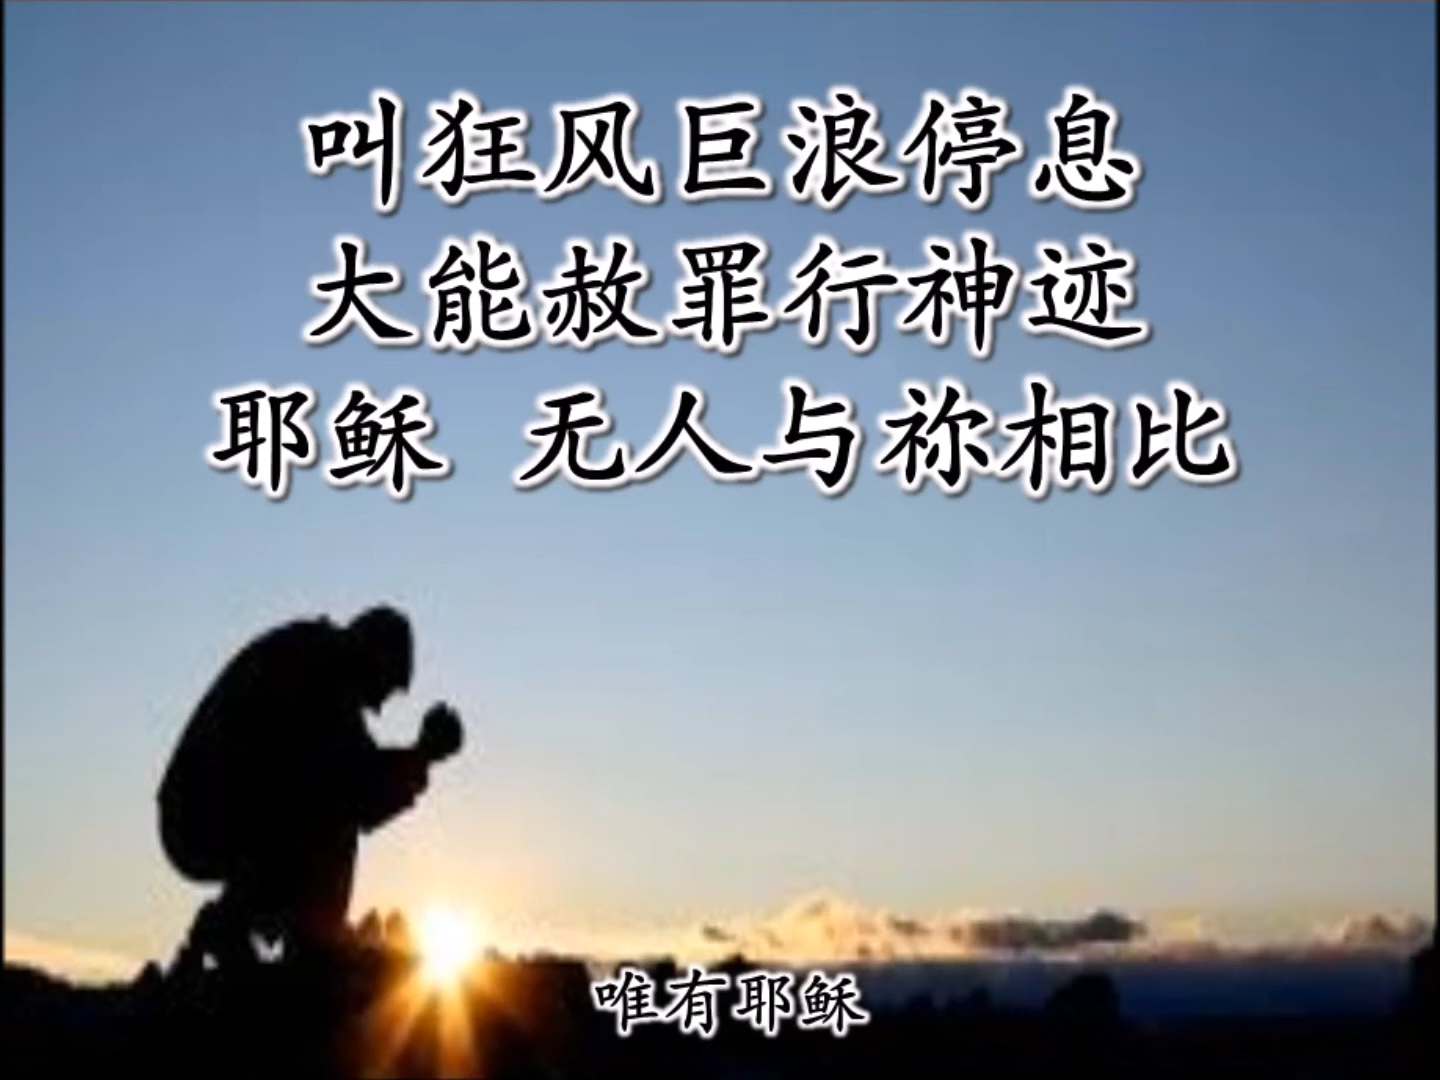 叫狂风巨浪停息
大能赦罪行神迹
耶稣 无人与祢相比
唯有耶稣